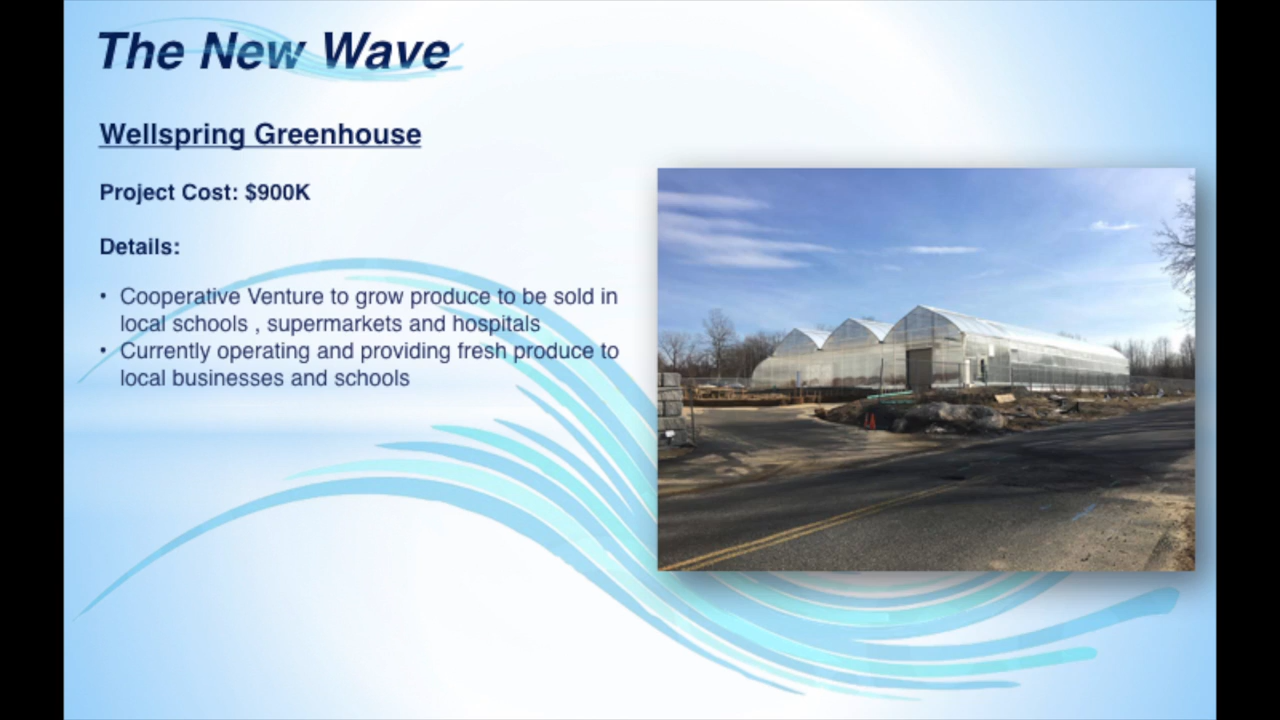 The New Wave
Wellspring Greenhouse
Project Cost: $900K
Details:
• Cooperative Venture to grow produce to be sold in
local schools , supermarkets and hospitals
• Currently operating and providing fresh produce to
local businesses and schools